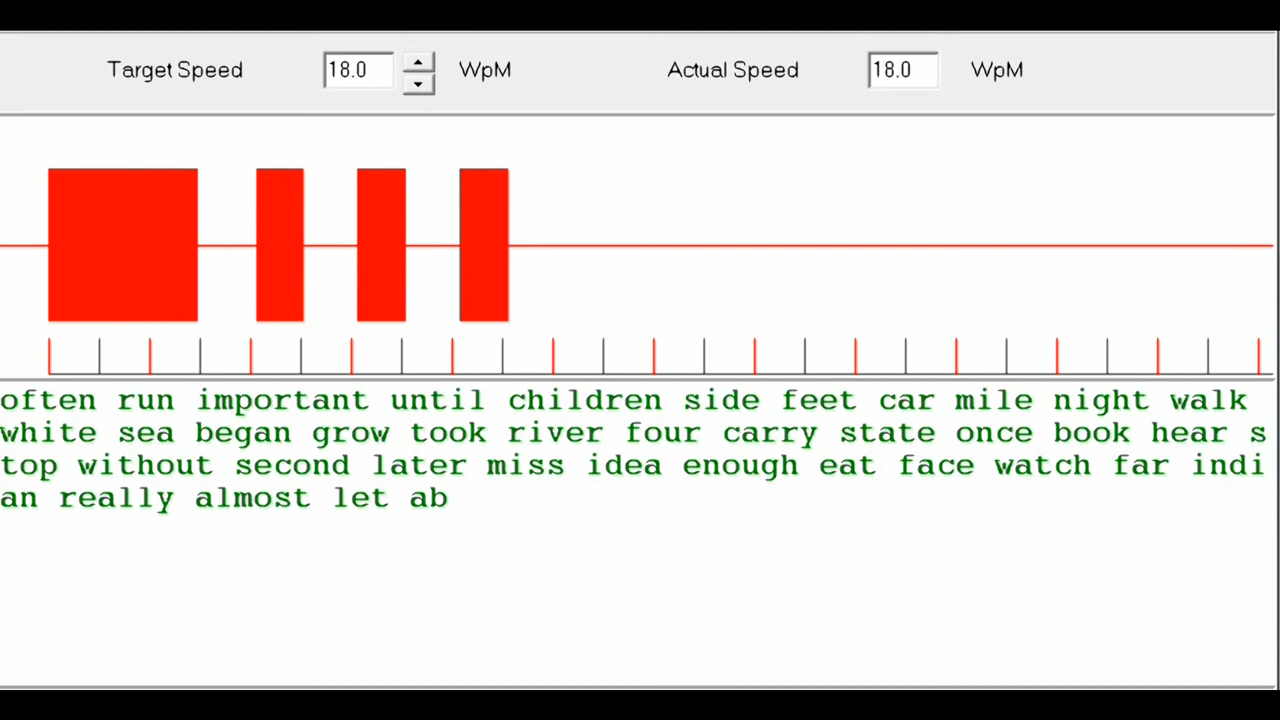 Target Speed 18.0 WpM Actual Speed 18.0 WpM
often run important until children side feet car mile night walk
white sea began grow took river four carry state once book hear s
top without second later miss idea enough eat face watch far indi
an really almost let ab